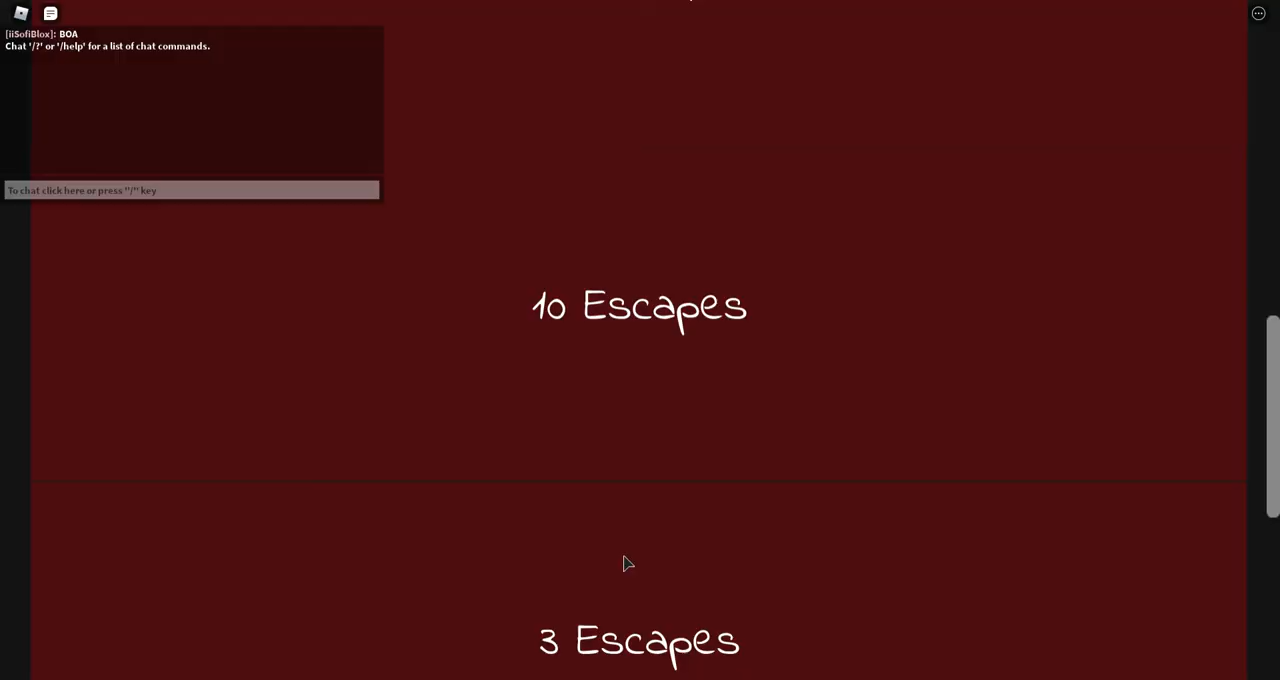 [iiSofiBlox]: BOA
Chat '/?' or '/help' for a list of chat commands.
To chat click here or press "/" key
10 Escapes
3 Escapes